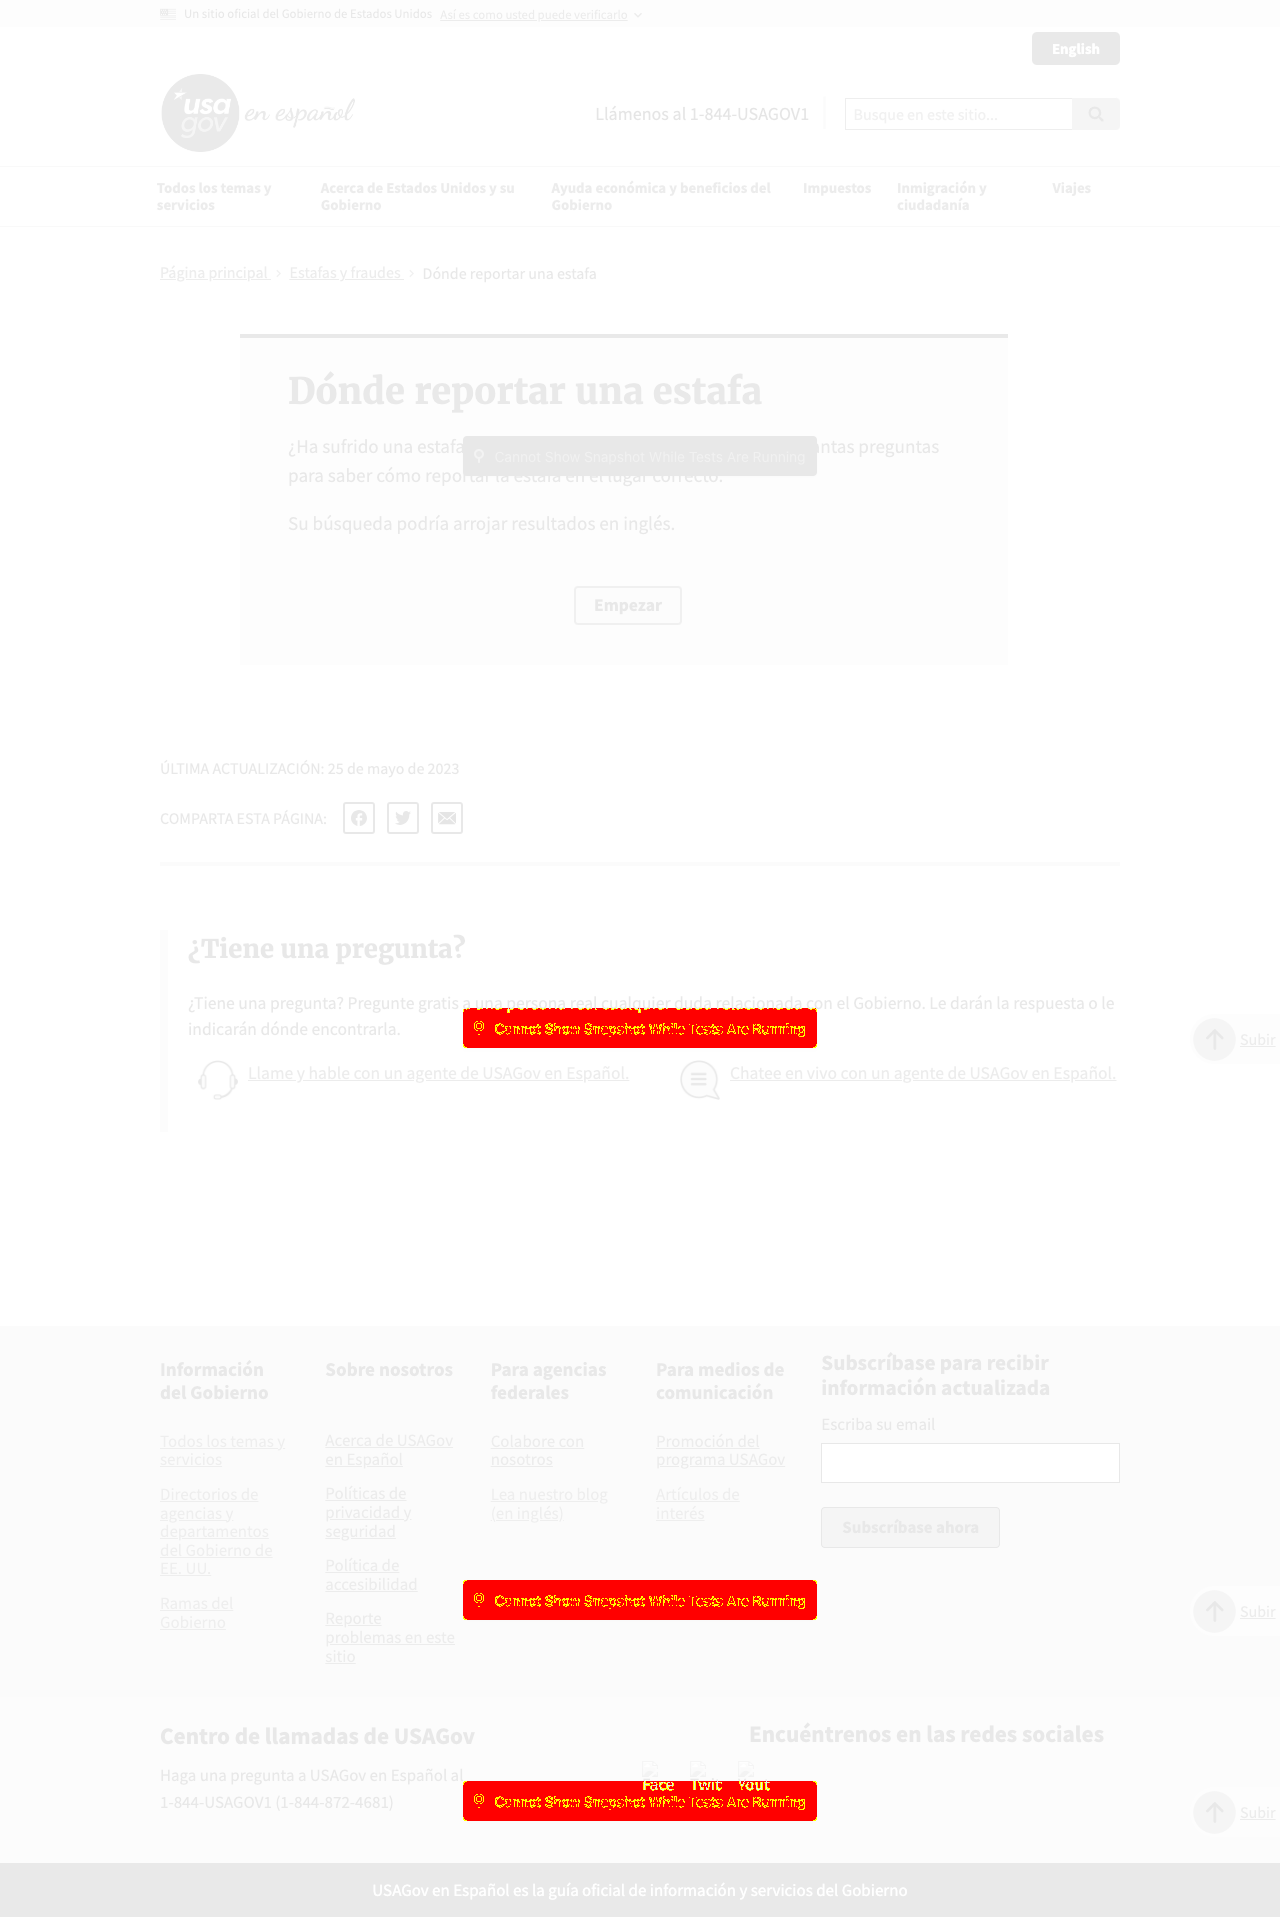 Un sitio oficial del Gobierno de Estados Unidos Así es como usted puede verificarlo
English
usa gov en español
Llámenos al 1-844-USAGOV1
Busque en este sitio...
Todos los temas y servicios
Acerca de Estados Unidos y su Gobierno
Ayuda económica y beneficios del Gobierno
Impuestos
Inmigración y ciudadanía
Viajes
Página principal › Estafas y fraudes › Dónde reportar una estafa
Dónde reportar una estafa
¿Ha sufrido una estafa
Cannot Show Snapshot While Tests Are Running
antas preguntas
para saber cómo reportar la estafa en el lugar correcto.
Su búsqueda podría arrojar resultados en inglés.
Empezar
ÚLTIMA ACTUALIZACIÓN: 25 de mayo de 2023
COMPARTA ESTA PÁGINA:
¿Tiene una pregunta?
¿Tiene una pregunta? Pregunte gratis a una persona real cualquier duda relacionada con el Gobierno. Le darán la respuesta o le
indicarán dónde encontrarla.
Cannot Show Snapshot While Tests Are Running
Subir
Llame y hable con un agente de USAGov en Español.
Chatee en vivo con un agente de USAGov en Español.
Información
del Gobierno
Todos los temas y
servicios
Directorios de
agencias y
departamentos
del Gobierno de
EE. UU.
Ramas del
Gobierno
Sobre nosotros
Acerca de USAGov
en Español
Políticas de
privacidad y
seguridad
Política de
accesibilidad
Reporte
problemas en este
sitio
Para agencias
federales
Colabore con
nosotros
Lea nuestro blog
(en inglés)
Para medios de
comunicación
Promoción del
programa USAGov
Artículos de
interés
Subscríbase para recibir
información actualizada
Escriba su email
Subscríbase ahora
Cannot Show Snapshot While Tests Are Running
Subir
Centro de llamadas de USAGov
Haga una pregunta a USAGov en Español al
1-844-USAGOV1 (1-844-872-4681)
Encuéntrenos en las redes sociales
Face Twit Yout
Cannot Show Snapshot While Tests Are Running
Subir
USAGov en Español es la guía oficial de información y servicios del Gobierno